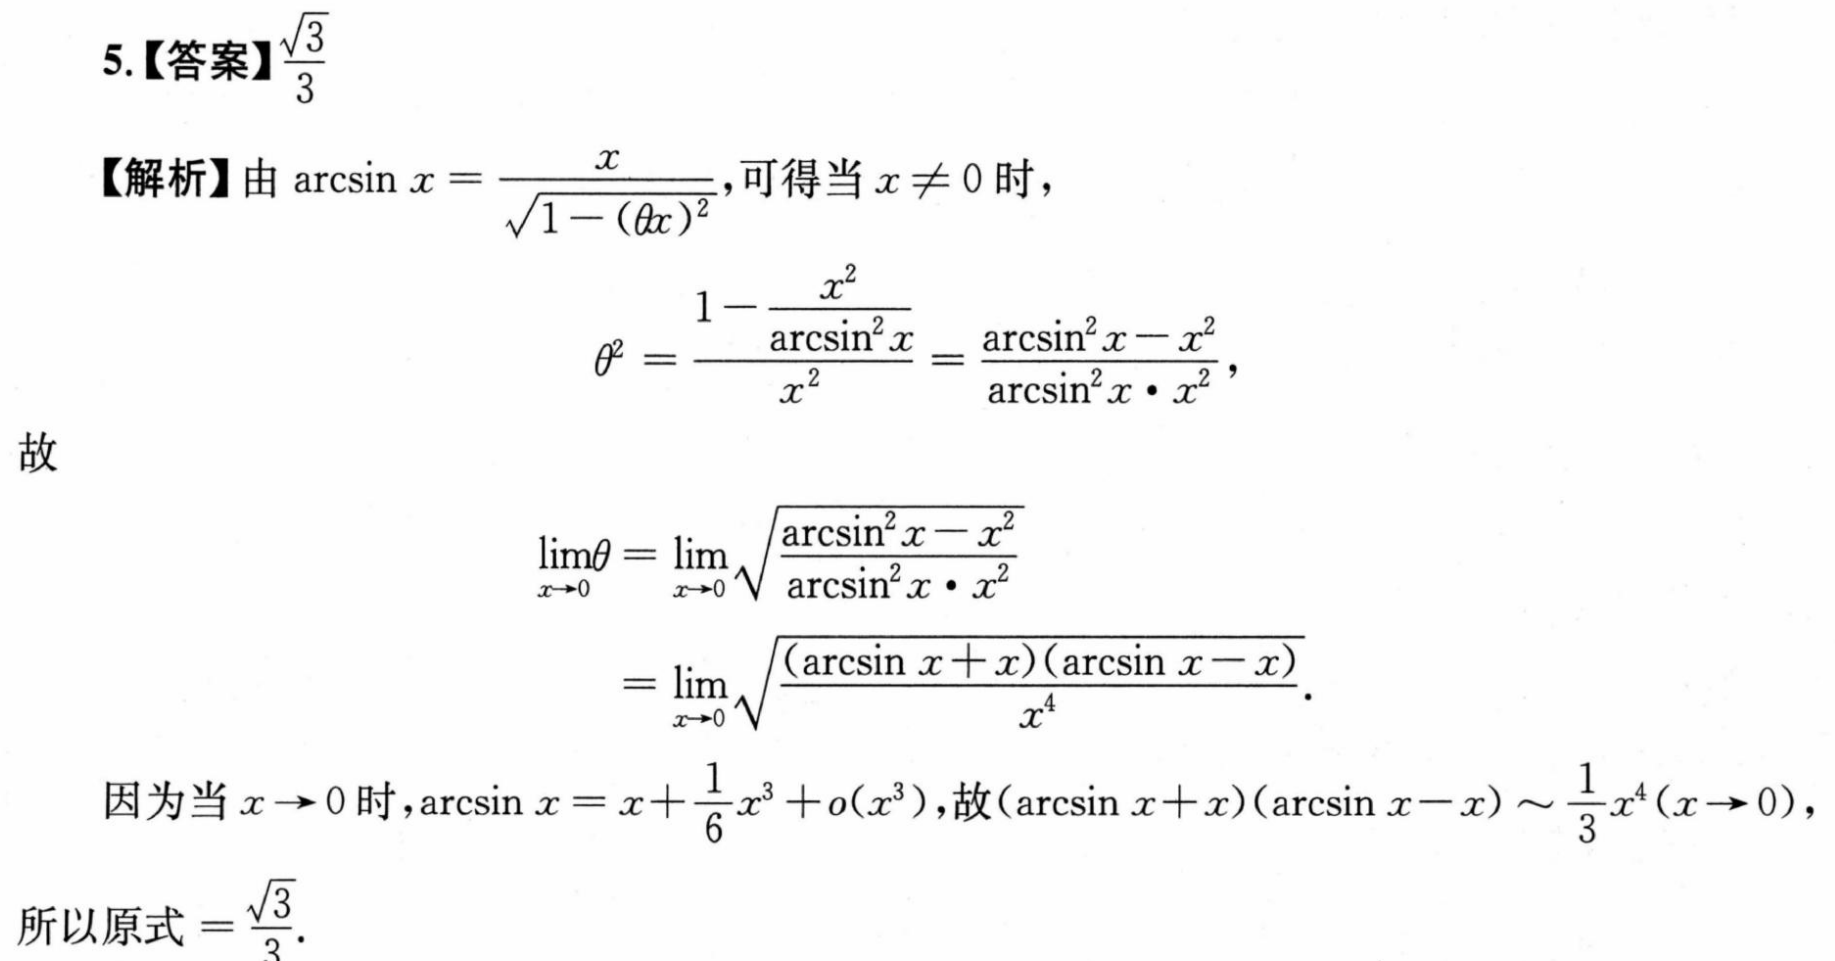 5.【答案】$\frac{\sqrt{3}}{3}$
【解析】由 $\arcsin x = \frac{x}{\sqrt{1-(\theta x)^2}}$,可得当 $x \neq 0$ 时,
$\theta^2 = \frac{1-\frac{x^2}{\arcsin^2 x}}{x^2} = \frac{\arcsin^2 x - x^2}{\arcsin^2 x \cdot x^2}$,
故
$\lim_{x \to 0} \theta = \lim_{x \to 0} \sqrt{\frac{\arcsin^2 x - x^2}{\arcsin^2 x \cdot x^2}}$
$= \lim_{x \to 0} \sqrt{\frac{(\arcsin x + x)(\arcsin x - x)}{x^4}}$.
因为当 $x \to 0$ 时,$\arcsin x = x + \frac{1}{6}x^3 + o(x^3)$,故$(\arcsin x + x)(\arcsin x - x) \sim \frac{1}{3}x^4 (x \to 0)$,
所以原式 $= \frac{\sqrt{3}}{3}$.